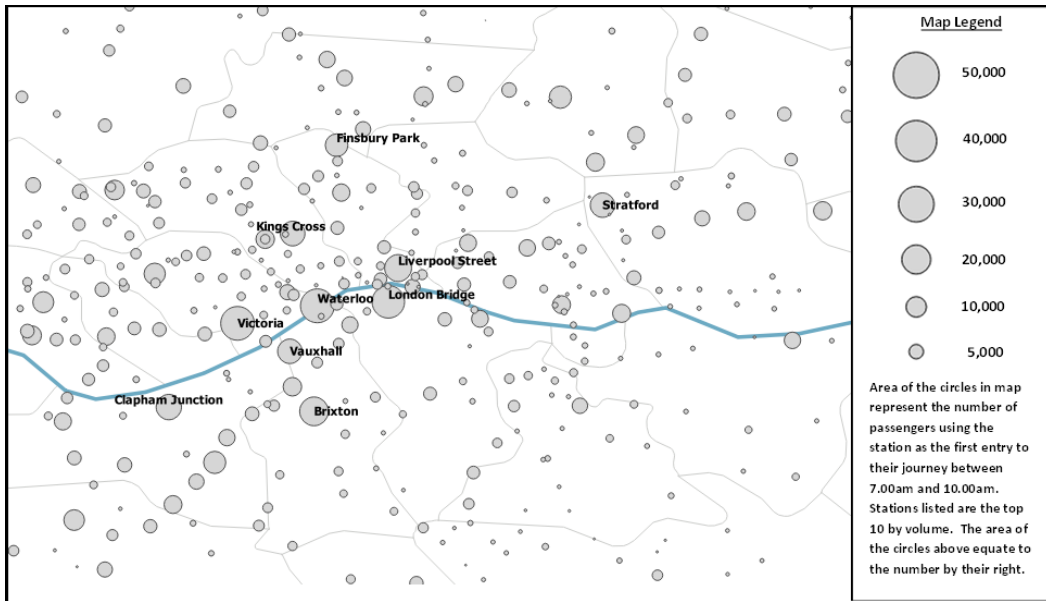 Finsbury Park
Stratford
Kings Cross
Liverpool Street
London Bridge
Waterloo
Victoria
Vauxhall
Clapham Junction
Brixton
Map Legend
50,000
40,000
30,000
20,000
10,000
5,000
Area of the circles in map
represent the number of
passengers using the
station as the first entry to
their journey between
7.00am and 10.00am.
Stations listed are the top
10 by volume. The area of
the circles above equate to
the number by their right.